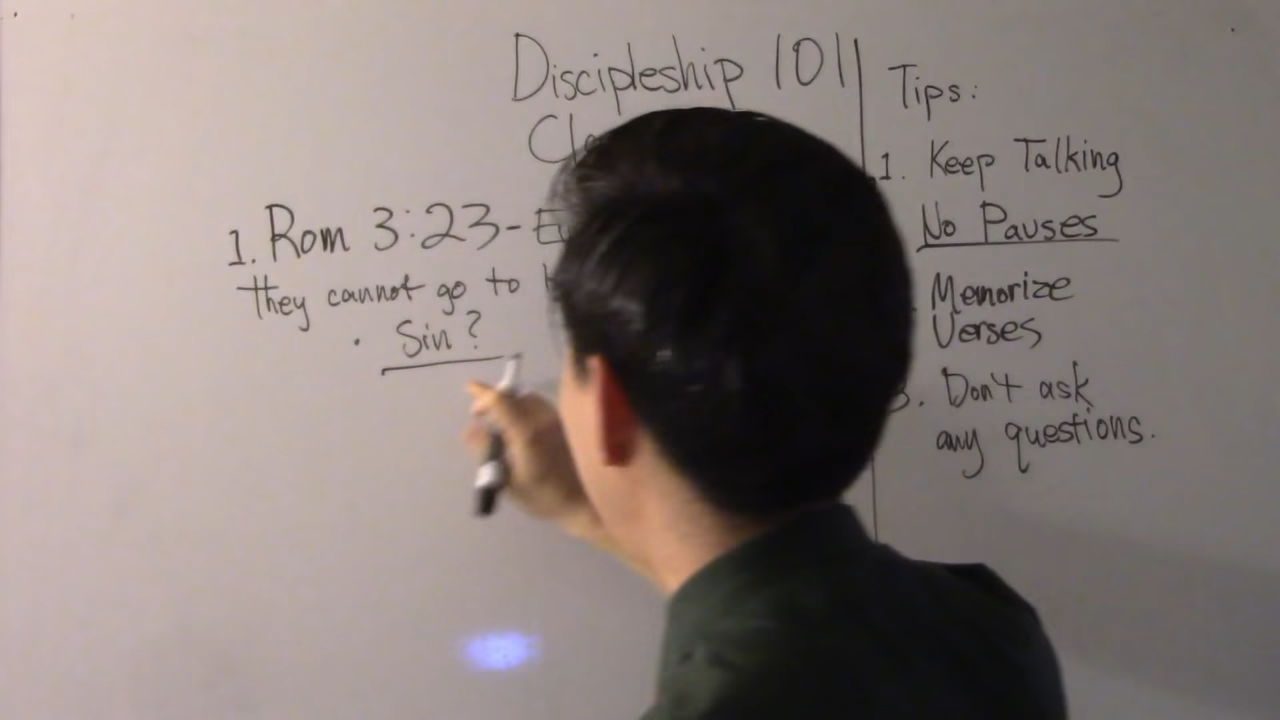 Discipleship 101
1. Rom 3:23-
they cannot go to
. Sin?
Tips:
1. Keep Talking
No Pauses
Memorize
Verses
3. Don't ask
any questions.